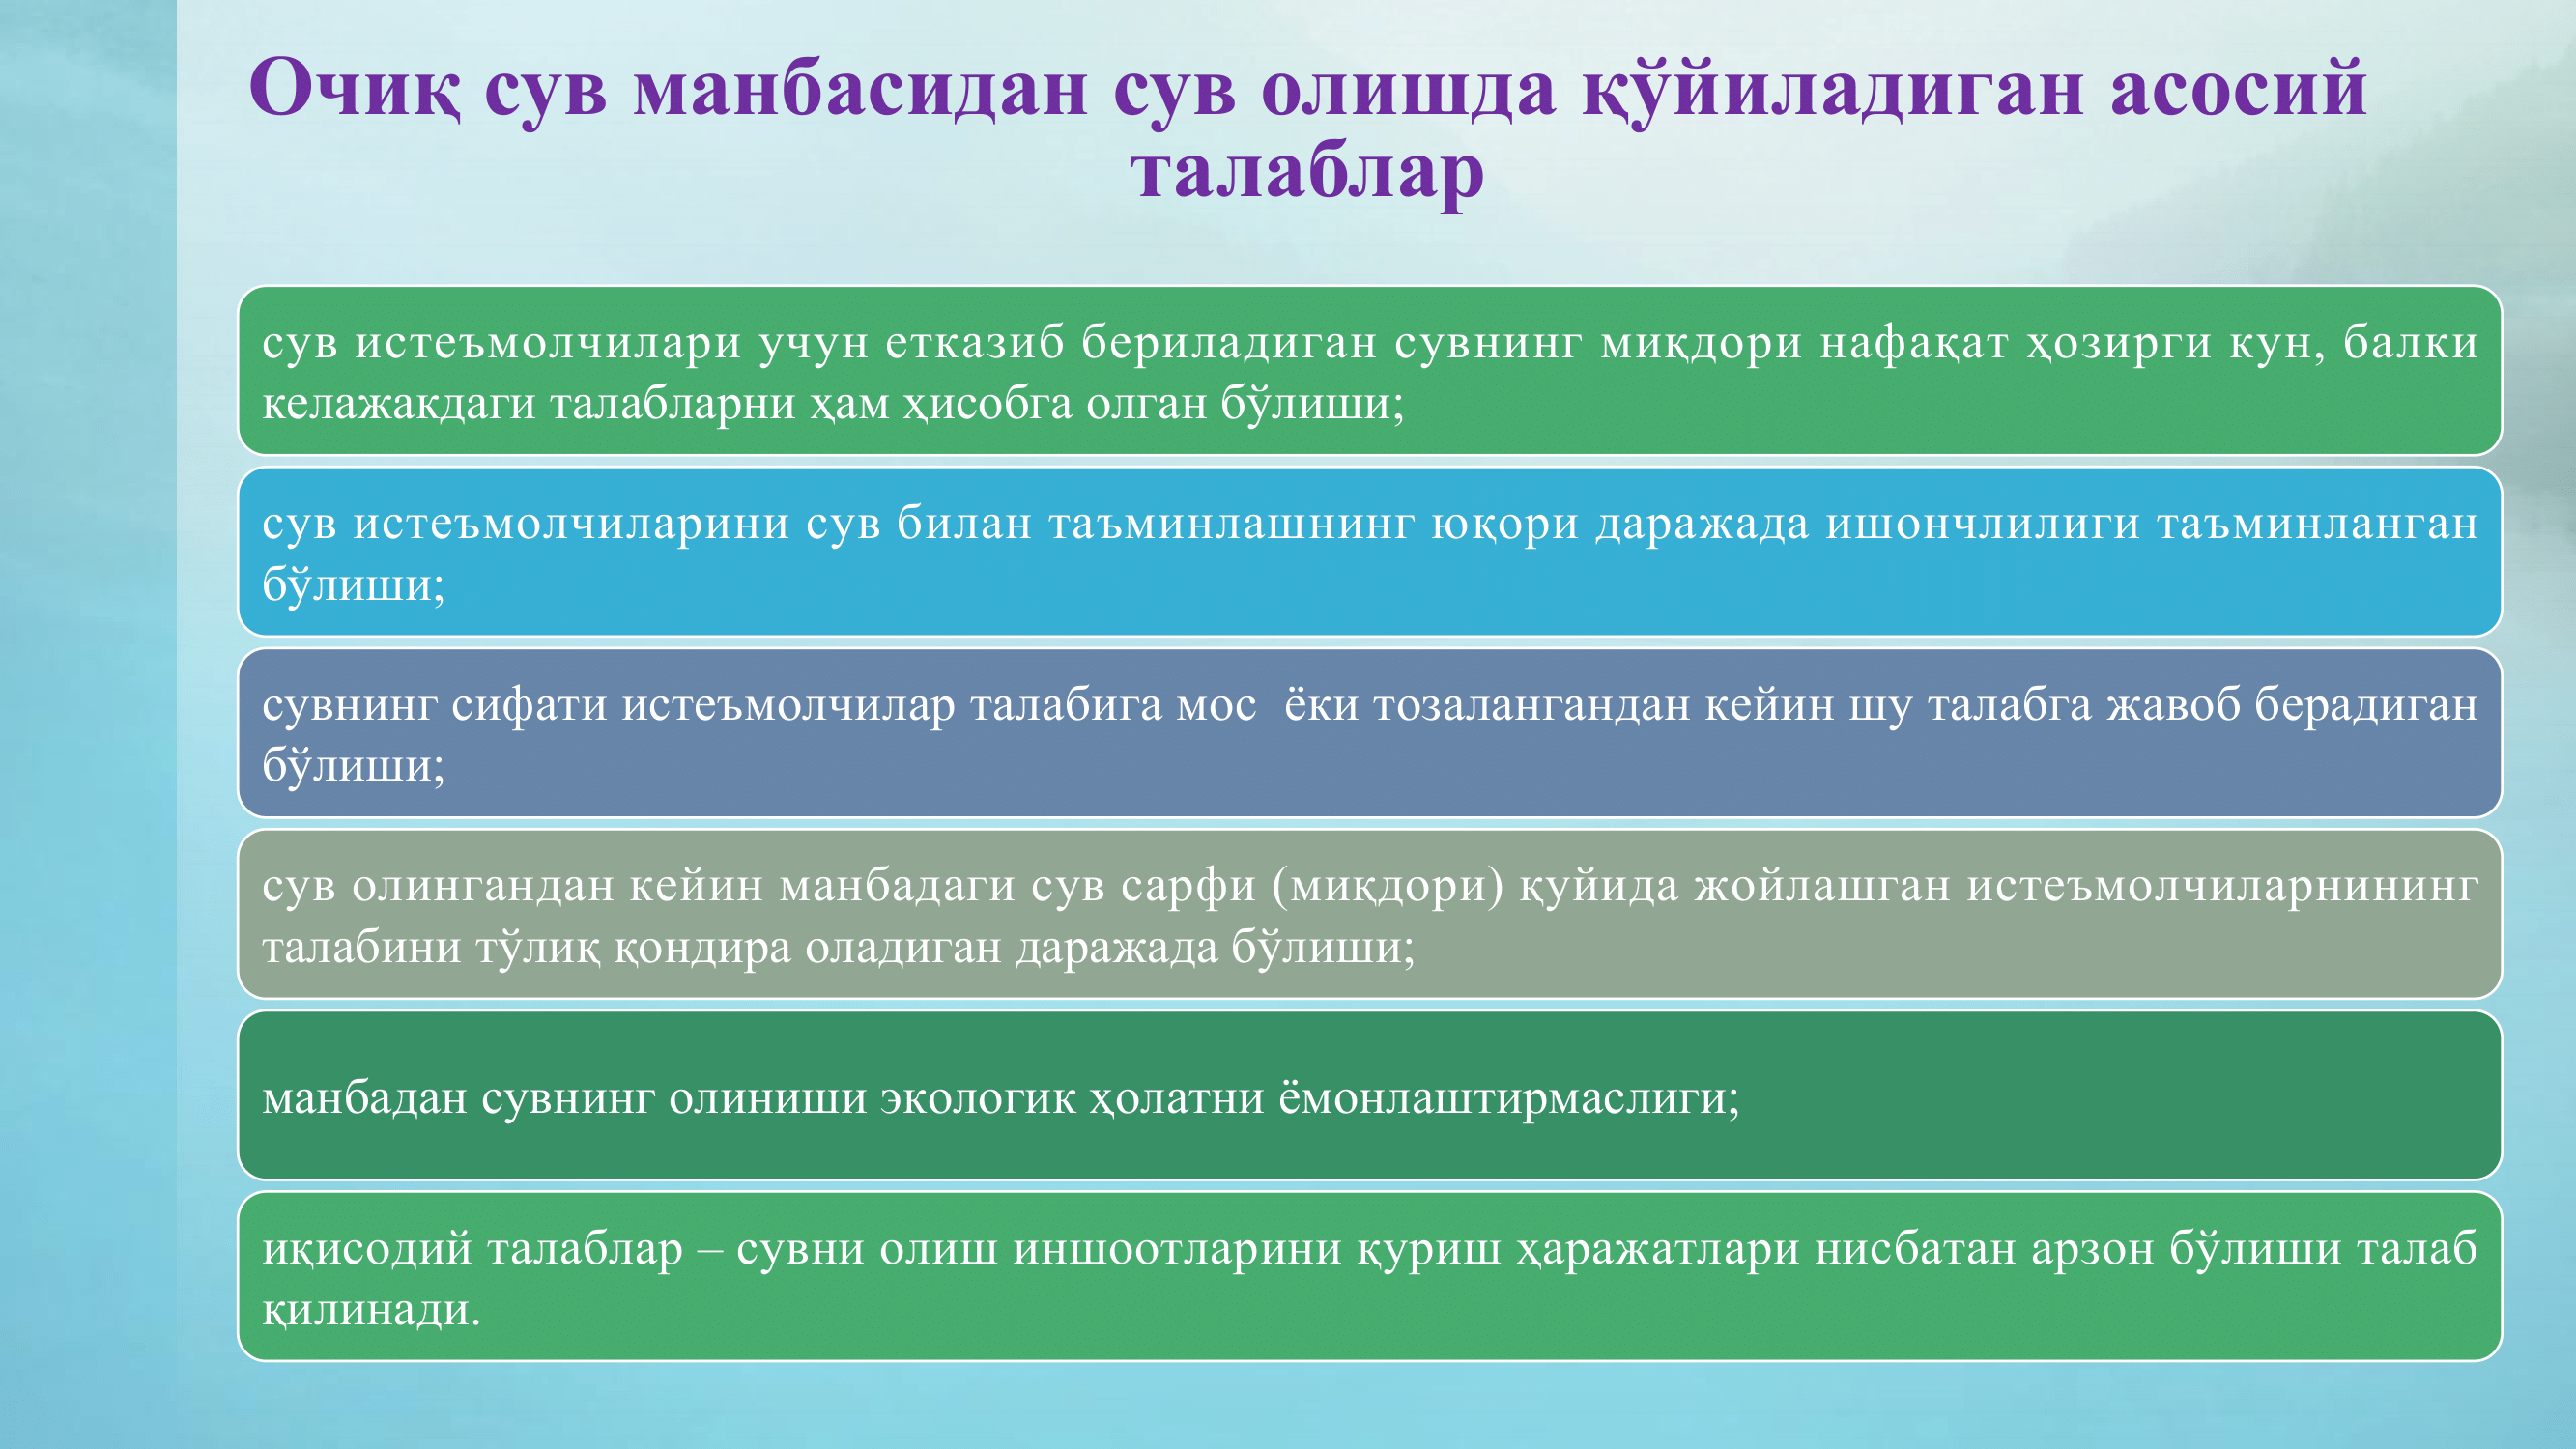 Очиқ сув манбасидан сув олишда қўйиладиган асосий
талаблар
сув истеъмолчилари учун етказиб бериладиган сувнинг миқдори нафақат ҳозирги кун, балки
келажакдаги талабларни ҳам ҳисобга олган бўлиши;
сув истеъмолчиларини сув билан таъминлашнинг юқори даражада ишончлилиги таъминланган
бўлиши;
сувнинг сифати истеъмолчилар талабига мос  ёки тозалангандан кейин шу талабга жавоб берадиган
бўлиши;
сув олингандан кейин манбадаги сув сарфи (миқдори) қуйида жойлашган истеъмолчиларнининг
талабини тўлиқ қондира оладиган даражада бўлиши;
манбадан сувнинг олиниши экологик ҳолатни ёмонлаштирмаслиги;
иқисодий талаблар – сувни олиш иншоотларини қуриш ҳаражатлари нисбатан арзон бўлиши талаб
қилинади.